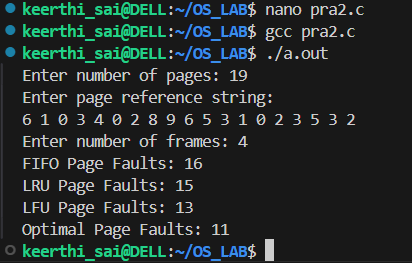 keerthi_sai@DELL:~/OS_LAB$ nano pra2.c
keerthi_sai@DELL:~/OS_LAB$ gcc pra2.c
keerthi_sai@DELL:~/OS_LAB$ ./a.out
Enter number of pages: 19
Enter page reference string:
6 1 0 3 4 0 2 8 9 6 5 3 1 0 2 3 5 3 2
Enter number of frames: 4
FIFO Page Faults: 16
LRU Page Faults: 15
LFU Page Faults: 13
Optimal Page Faults: 11
keerthi_sai@DELL:~/OS_LAB$